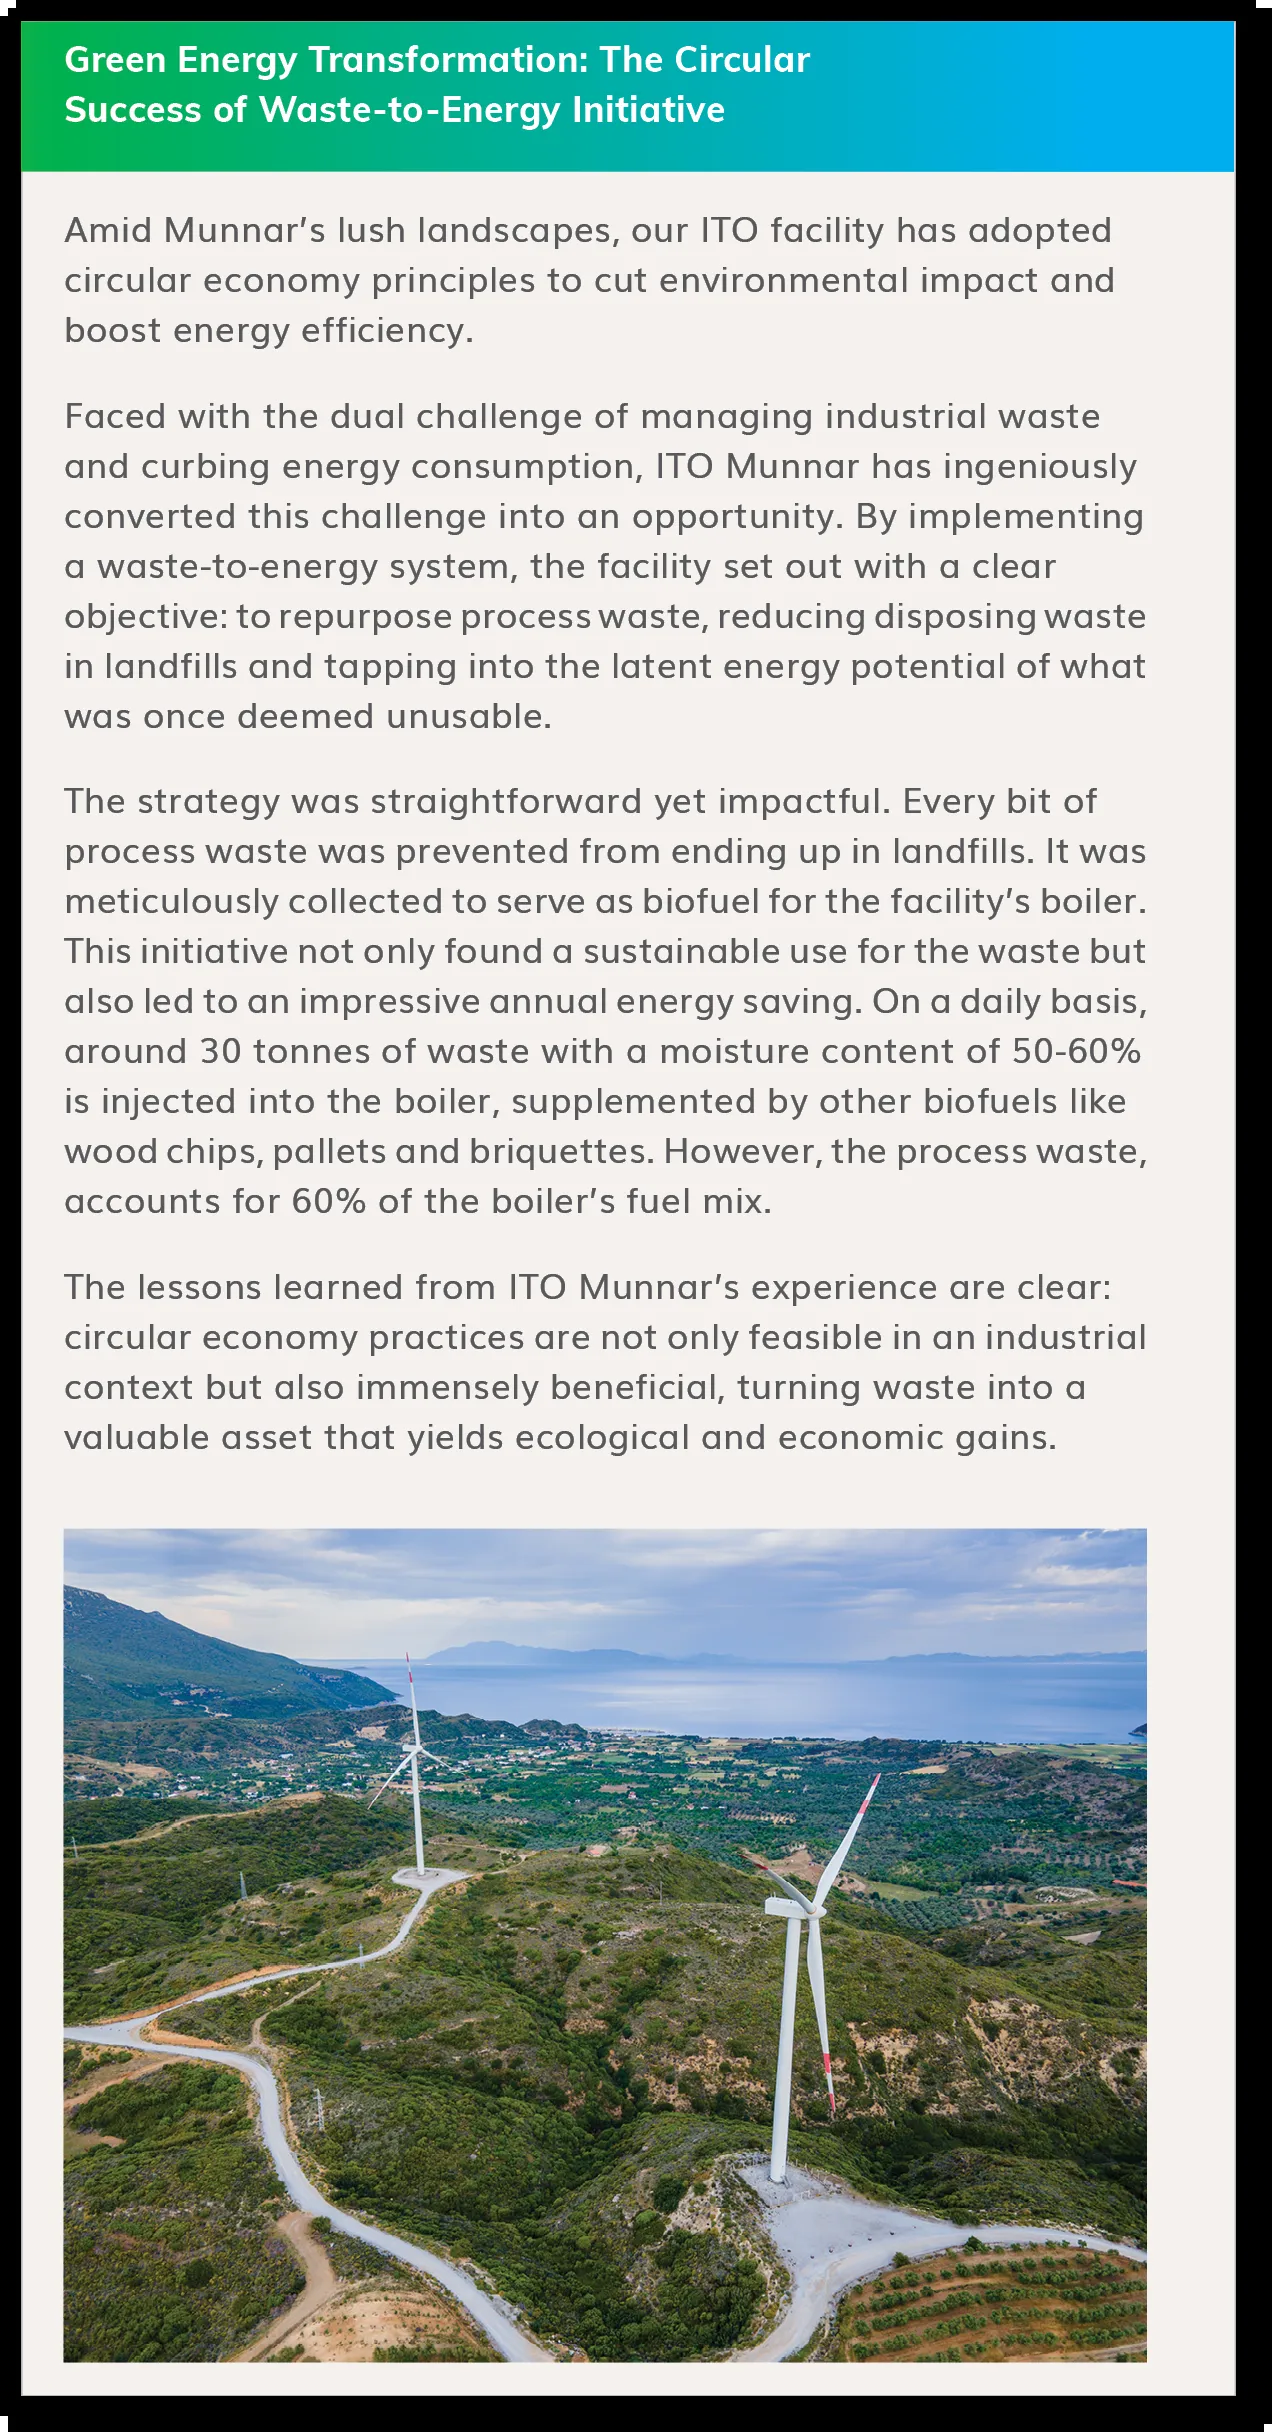 Green Energy Transformation: The Circular
Success of Waste-to-Energy Initiative
Amid Munnar’s lush landscapes, our ITO facility has adopted
circular economy principles to cut environmental impact and
boost energy efficiency.
Faced with the dual challenge of managing industrial waste
and curbing energy consumption, ITO Munnar has ingeniously
converted this challenge into an opportunity. By implementing
a waste-to-energy system, the facility set out with a clear
objective: to repurpose process waste, reducing disposing waste
in landfills and tapping into the latent energy potential of what
was once deemed unusable.
The strategy was straightforward yet impactful. Every bit of
process waste was prevented from ending up in landfills. It was
meticulously collected to serve as biofuel for the facility’s boiler.
This initiative not only found a sustainable use for the waste but
also led to an impressive annual energy saving. On a daily basis,
around 30 tonnes of waste with a moisture content of 50-60%
is injected into the boiler, supplemented by other biofuels like
wood chips, pallets and briquettes. However, the process waste,
accounts for 60% of the boiler’s fuel mix.
The lessons learned from ITO Munnar’s experience are clear:
circular economy practices are not only feasible in an industrial
context but also immensely beneficial, turning waste into a
valuable asset that yields ecological and economic gains.